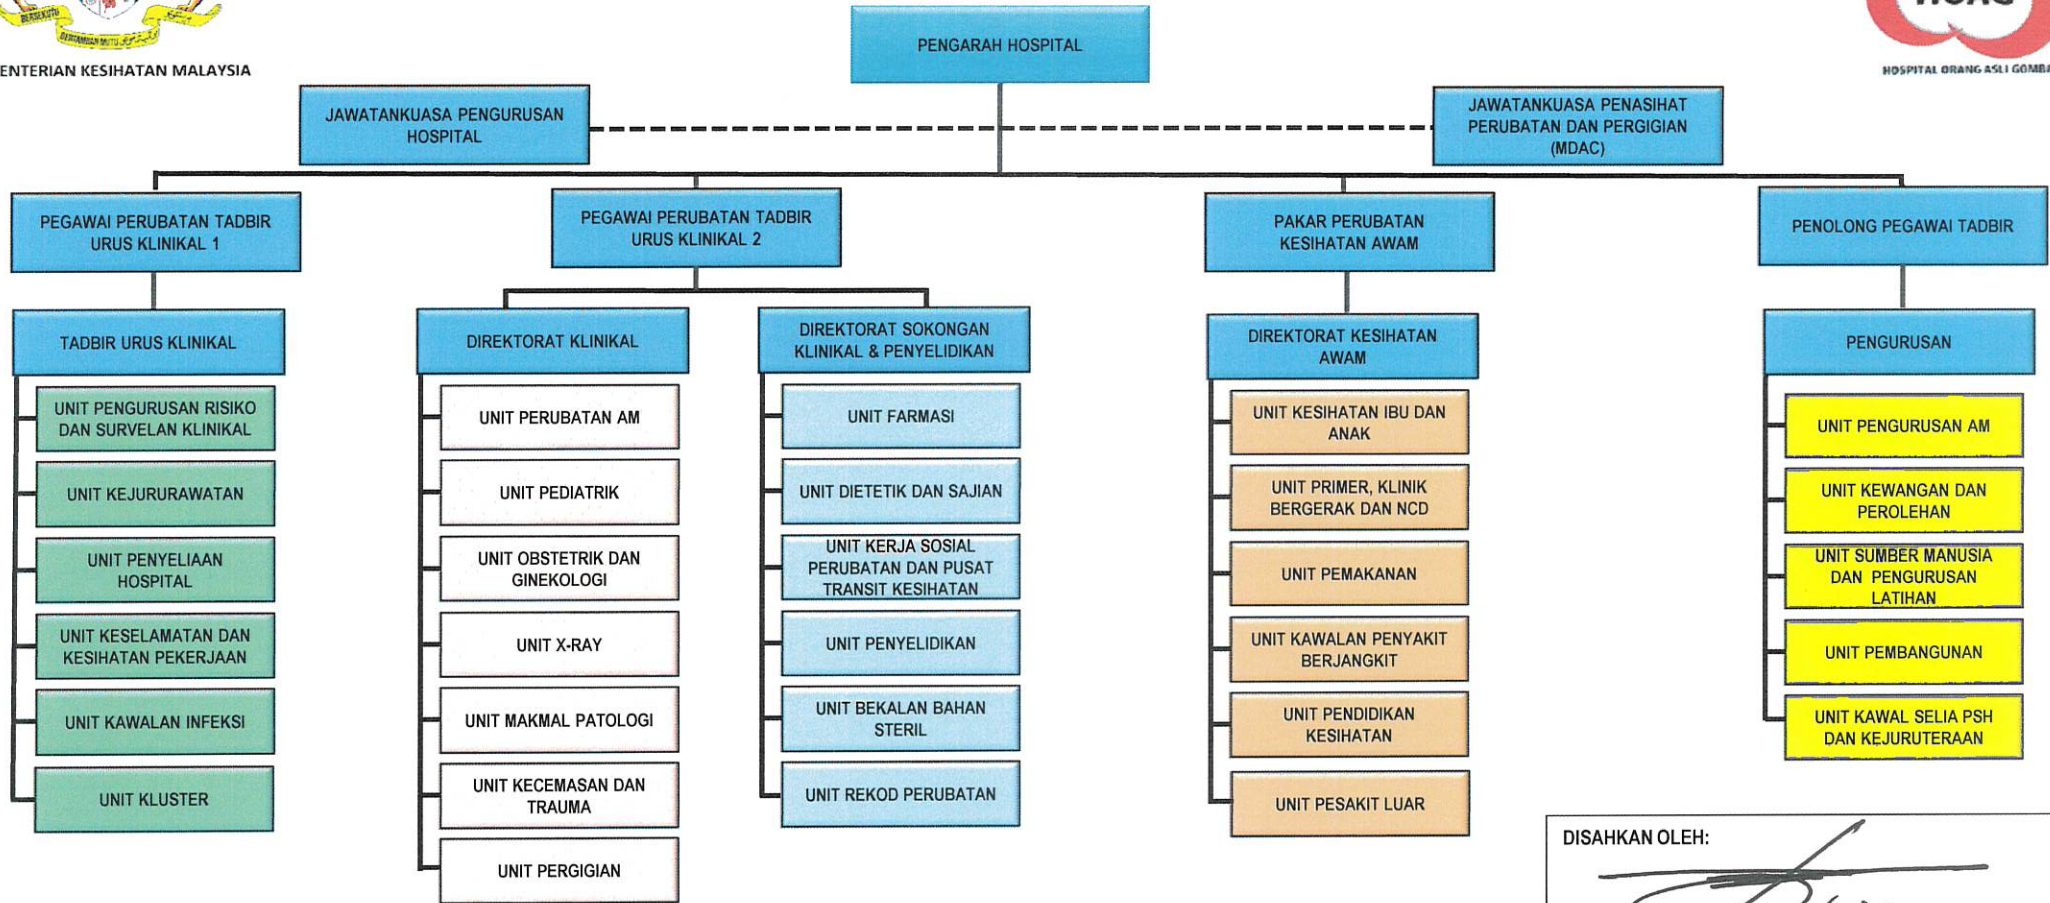 BERSEKUTU
BERTAMBAH MUTU
HOAG
ENTERIAN KESIHATAN MALAYSIA
HOSPITAL ORANG ASLI GOMBA
PENGARAH HOSPITAL
JAWATANKUASA PENGURUSAN
HOSPITAL
JAWATANKUASA PENASIHAT
PERUBATAN DAN PERGIGIAN
(MDAC)
PEGAWAI PERUBATAN TADBIR
URUS KLINIKAL 1
PEGAWAI PERUBATAN TADBIR
URUS KLINIKAL 2
PAKAR PERUBATAN
KESIHATAN AWAM
PENOLONG PEGAWAI TADBIR
TADBIR URUS KLINIKAL
UNIT PENGURUSAN RISIKO
DAN SURVELAN KLINIKAL
UNIT KEJURURAWATAN
UNIT PENYELIAAN
HOSPITAL
UNIT KESELAMATAN DAN
KESIHATAN PEKERJAAN
UNIT KAWALAN INFEKSI
UNIT KLUSTER
DIREKTORAT KLINIKAL
UNIT PERUBATAN AM
UNIT PEDIATRIK
UNIT OBSTETRIK DAN
GINEKOLOGI
UNIT X-RAY
UNIT MAKMAL PATOLOGI
UNIT KECEMASAN DAN
TRAUMA
UNIT PERGIGIAN
DIREKTORAT SOKONGAN
KLINIKAL & PENYELIDIKAN
UNIT FARMASI
UNIT DIETETIK DAN SAJIAN
UNIT KERJA SOSIAL
PERUBATAN DAN PUSAT
TRANSIT KESIHATAN
UNIT PENYELIDIKAN
UNIT BEKALAN BAHAN
STERIL
UNIT REKOD PERUBATAN
DIREKTORAT KESIHATAN
AWAM
UNIT KESIHATAN IBU DAN
ANAK
UNIT PRIMER, KLINIK
BERGERAK DAN NCD
UNIT PEMAKANAN
UNIT KAWALAN PENYAKIT
BERJANGKIT
UNIT PENDIDIKAN
KESIHATAN
UNIT PESAKIT LUAR
PENGURUSAN
UNIT PENGURUSAN AM
UNIT KEWANGAN DAN
PEROLEHAN
UNIT SUMBER MANUSIA
DAN PENGURUSAN
LATIHAN
UNIT PEMBANGUNAN
UNIT KAWAL SELIA PSH
DAN KEJURUTERAAN
DISAHKAN OLEH: